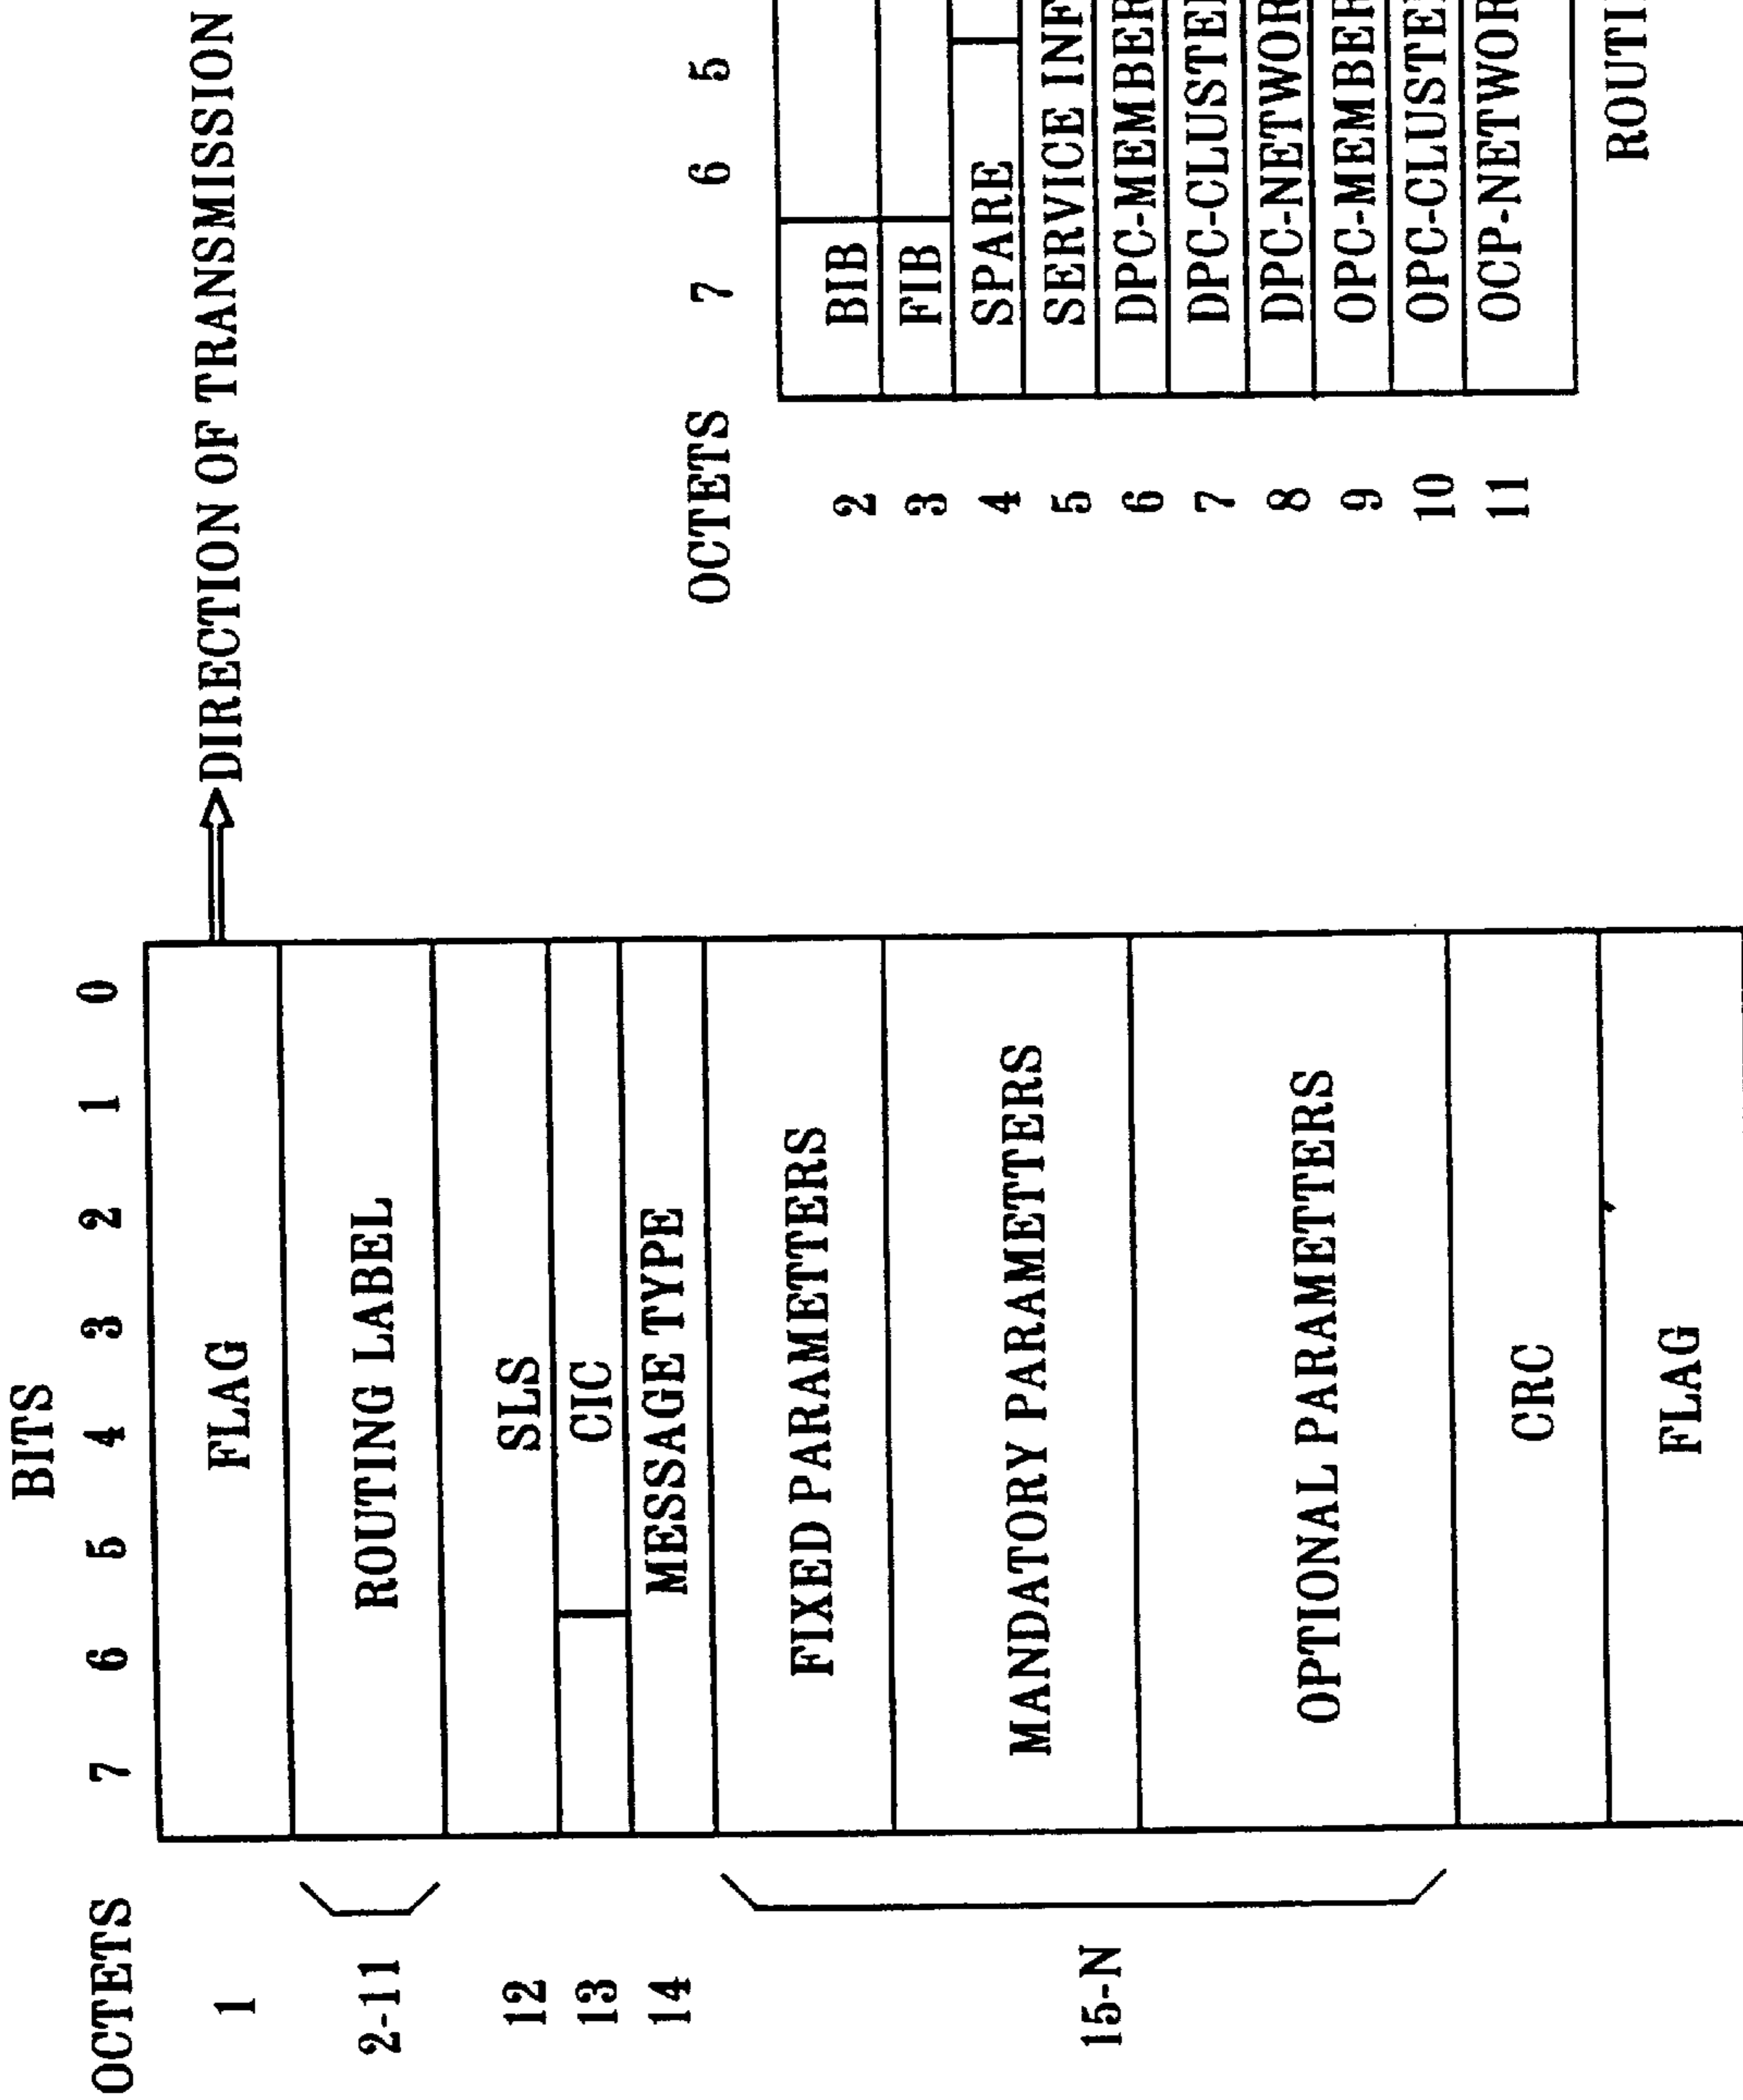 BITS
OCTETS 7 6 5 4 3 2 1 0
1 FLAG DIRECTION OF TRANSMISSION
2-11 ROUTING LABEL
12 SLS
13 CIC
14 MESSAGE TYPE
15-N
FIXED PARAMETTERS
MANDATORY PARAMETTERS
OPTIONAL PARAMETTERS
CRC
FLAG
OCTETS 7 6 5
2 BIB
3 FIB
4 SPARE
5 SERVICE INF
6 DPC-MEMBER
7 DPC-CLUSTE
8 DPC-NETWOR
9 OPC-MEMBER
10 OPC-CLUSTE
11 OCP-NETWOR
ROUTI